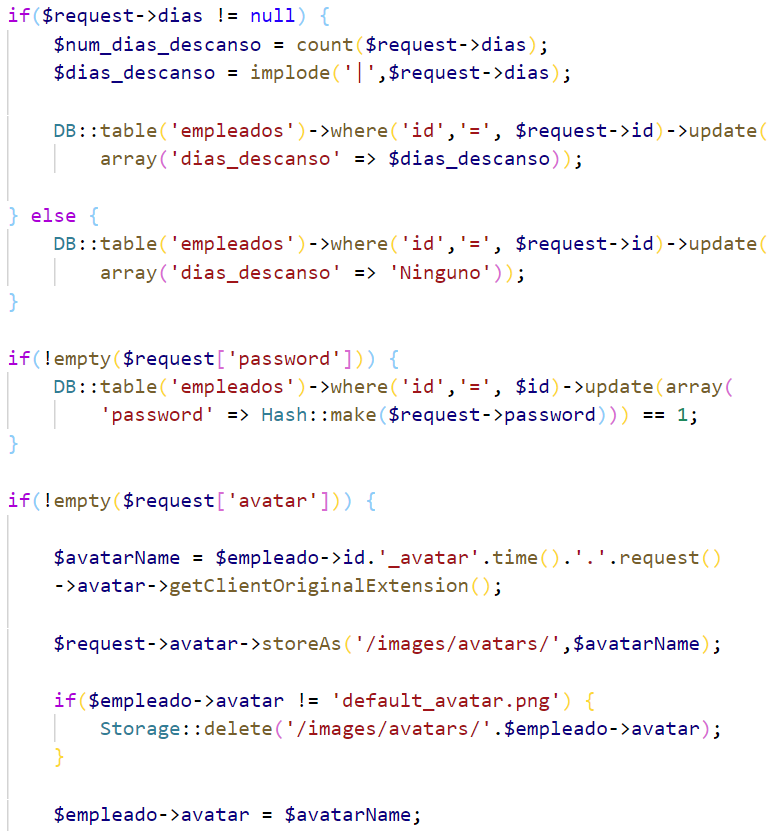 if($request->dias != null) {
    $num_dias_descanso = count($request->dias);
    $dias_descanso = implode('|',$request->dias);

    DB::table('empleados')->where('id','=', $request->id)->update(
        array('dias_descanso' => $dias_descanso));

} else {
    DB::table('empleados')->where('id','=', $request->id)->update(
        array('dias_descanso' => 'Ninguno'));
}

if(!empty($request['password'])) {
    DB::table('empleados')->where('id','=', $id)->update(array(
        'password' => Hash::make($request->password))) == 1;
}

if(!empty($request['avatar'])) {

    $avatarName = $empleado->id.'_avatar'.time().'.'.request()
    ->avatar->getClientOriginalExtension();

    $request->avatar->storeAs('/images/avatars/',$avatarName);

    if($empleado->avatar != 'default_avatar.png') {
        Storage::delete('/images/avatars/'.$empleado->avatar);
    }

    $empleado->avatar = $avatarName;